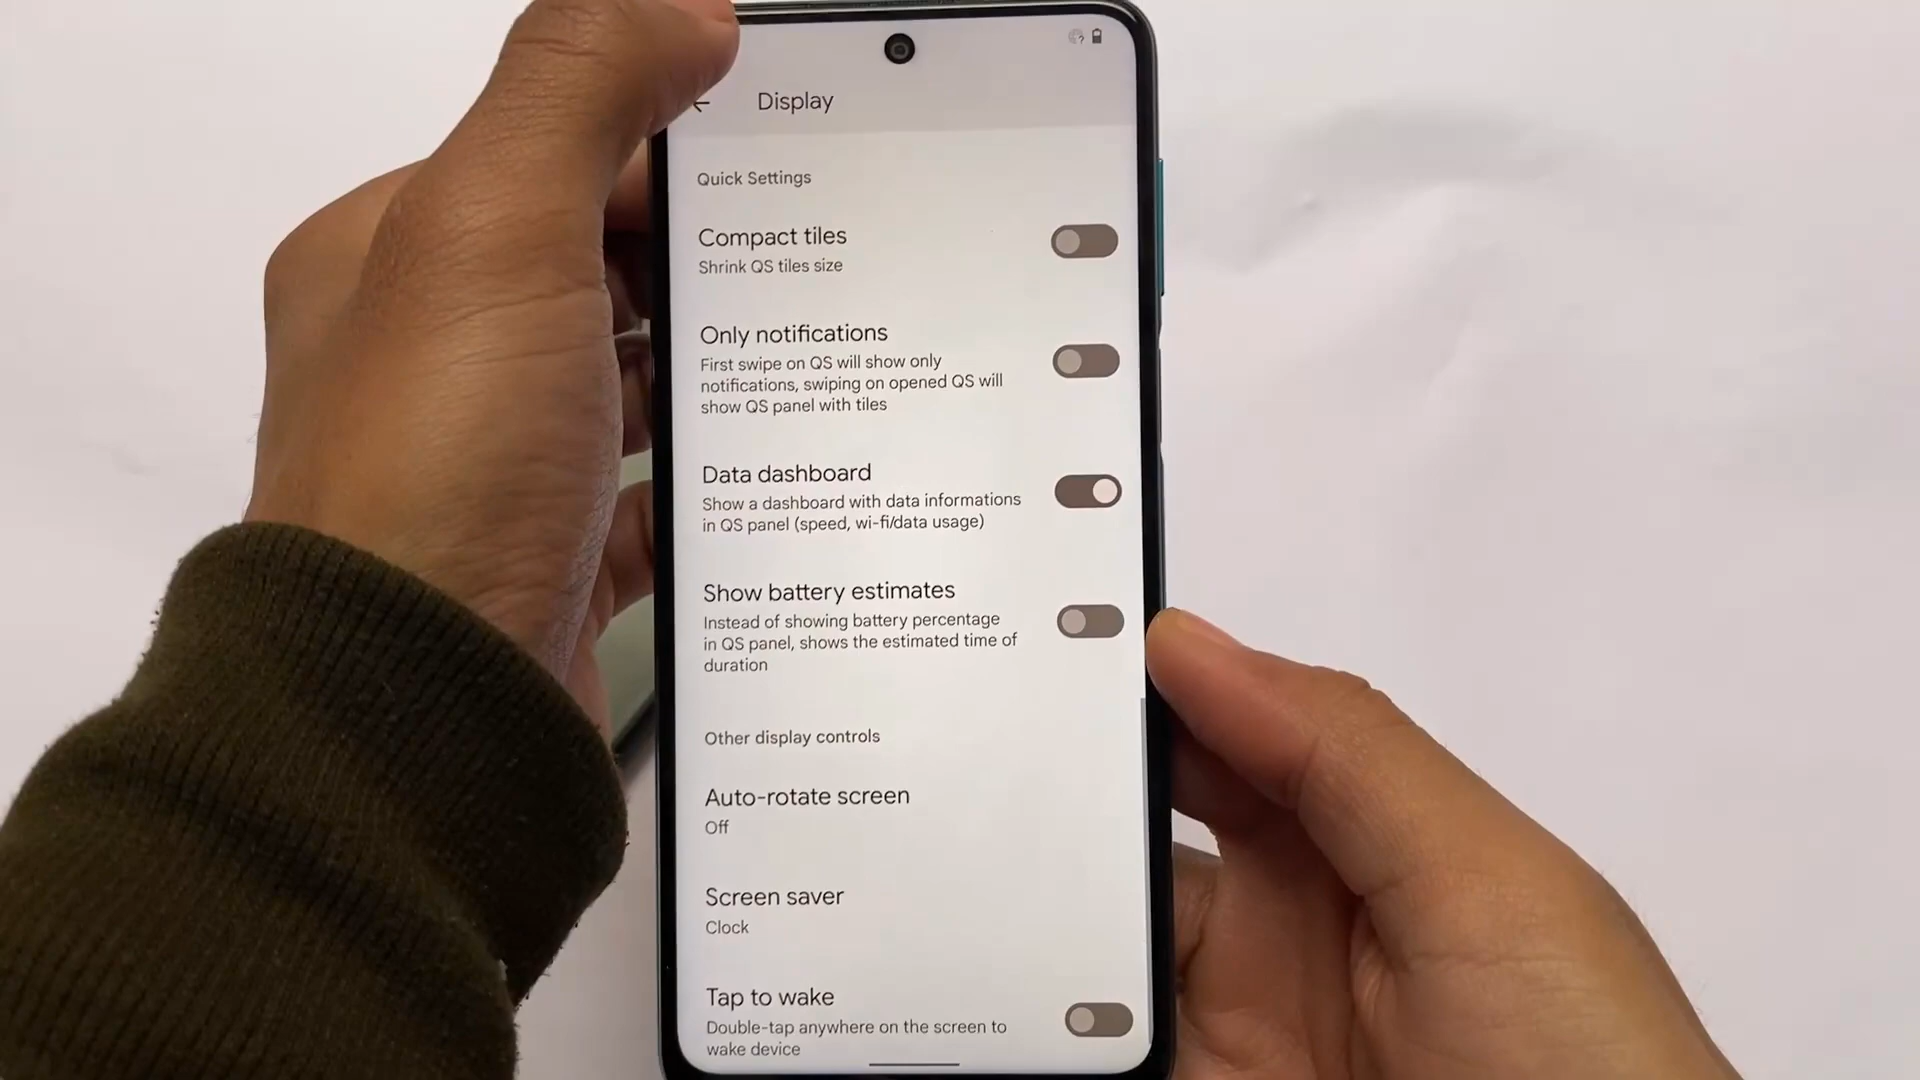 Display
Quick Settings
Compact tiles
Shrink QS tiles size
Only notifications
First swipe on QS will show only
notifications, swiping on opened QS will
show QS panel with tiles
Data dashboard
Show a dashboard with data informations
in QS panel (speed, wi-fi/data usage)
Show battery estimates
Instead of showing battery percentage
in QS panel, shows the estimated time of
duration
Other display controls
Auto-rotate screen
Off
Screen saver
Clock
Tap to wake
Double-tap anywhere on the screen to
wake device